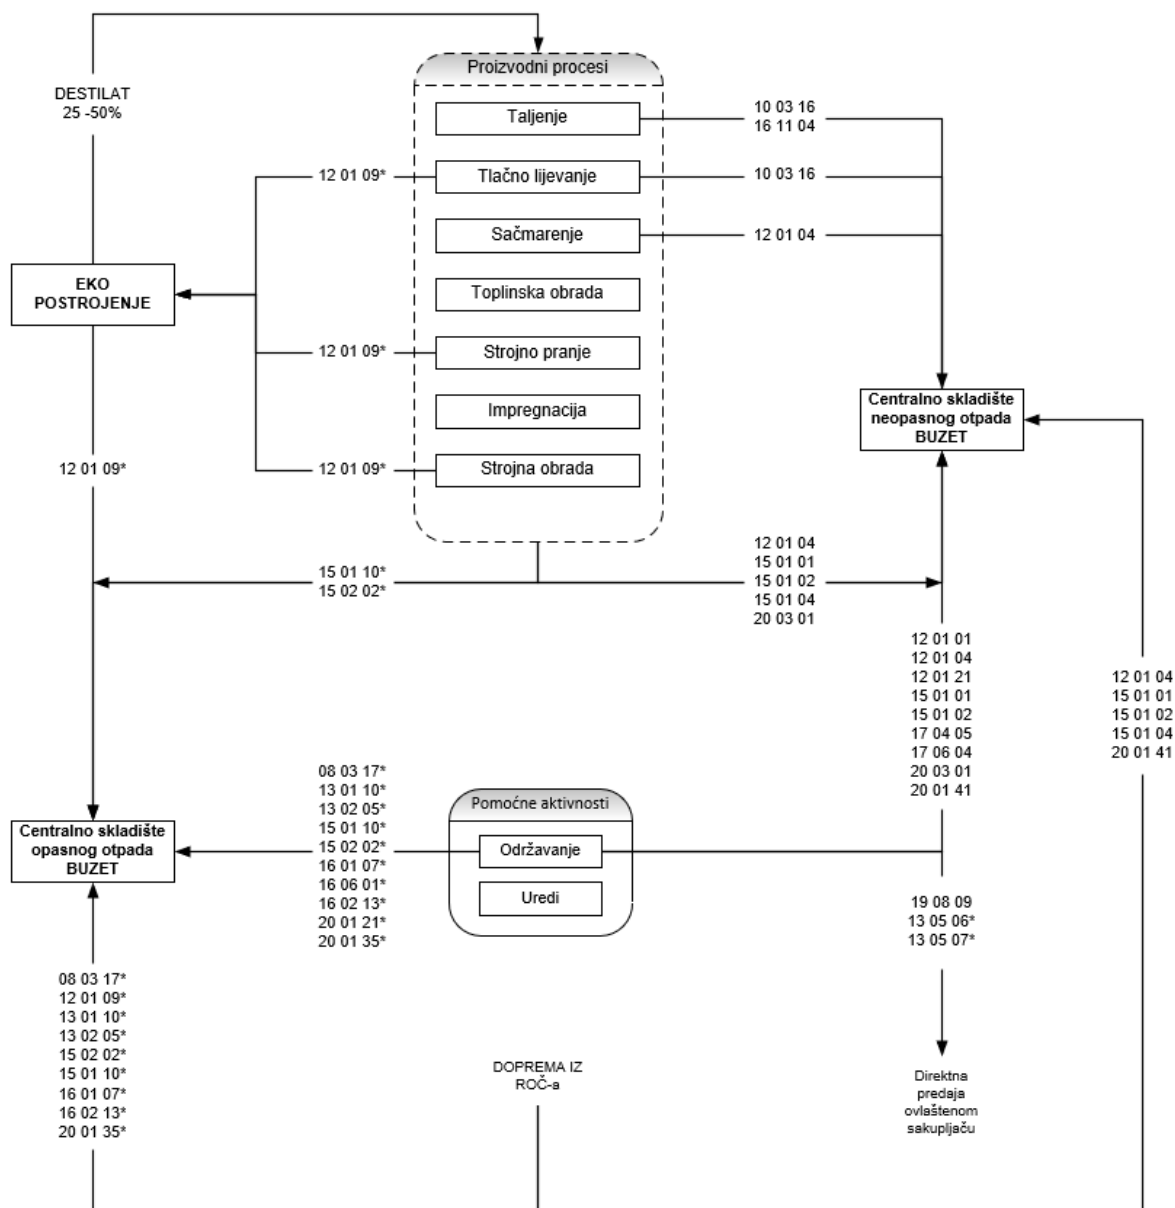 Proizvodni procesi
DESTILAT
25 -50%
Taljenje
10 03 16
16 11 04
12 01 09*
Tlačno lijevanje
10 03 16
Sačmarenje
12 01 04
EKO
POSTROJENJE
Toplinska obrada
12 01 09*
Strojno pranje
Impregnacija
Centralno skladište
neopasnog otpada
BUZET
12 01 09*
12 01 09*
Strojna obrada
15 01 10*
15 02 02*
12 01 04
15 01 01
15 01 02
15 01 04
20 03 01
12 01 01
12 01 04
12 01 21
15 01 01
15 01 02
17 04 05
17 06 04
20 03 01
20 01 41
12 01 04
15 01 01
15 01 02
15 01 04
20 01 41
08 03 17*
13 01 10*
13 02 05*
15 01 10*
15 02 02*
16 01 07*
16 06 01*
16 02 13*
20 01 21*
20 01 35*
Pomoćne aktivnosti
Održavanje
Uredi
Centralno skladište
opasnog otpada
BUZET
19 08 09
13 05 06*
13 05 07*
08 03 17*
12 01 09*
13 01 10*
13 02 05*
15 02 02*
15 01 10*
16 01 07*
16 02 13*
20 01 35*
DOPREMA IZ
ROČ-a
Direktna
predaja
ovlaštenom
sakupljaču